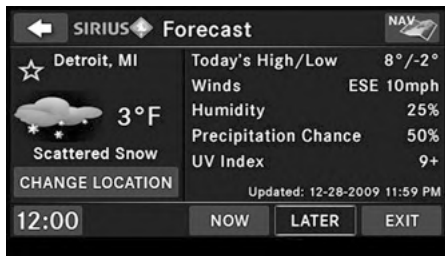 SIRIUS Forecast
NAV
Detroit, MI
3°F
Scattered Snow
CHANGE LOCATION
Today's High/Low 8°/-2°
Winds ESE 10mph
Humidity 25%
Precipitation Chance 50%
UV Index 9+
Updated: 12-28-2009 11:59 PM
12:00 NOW LATER EXIT